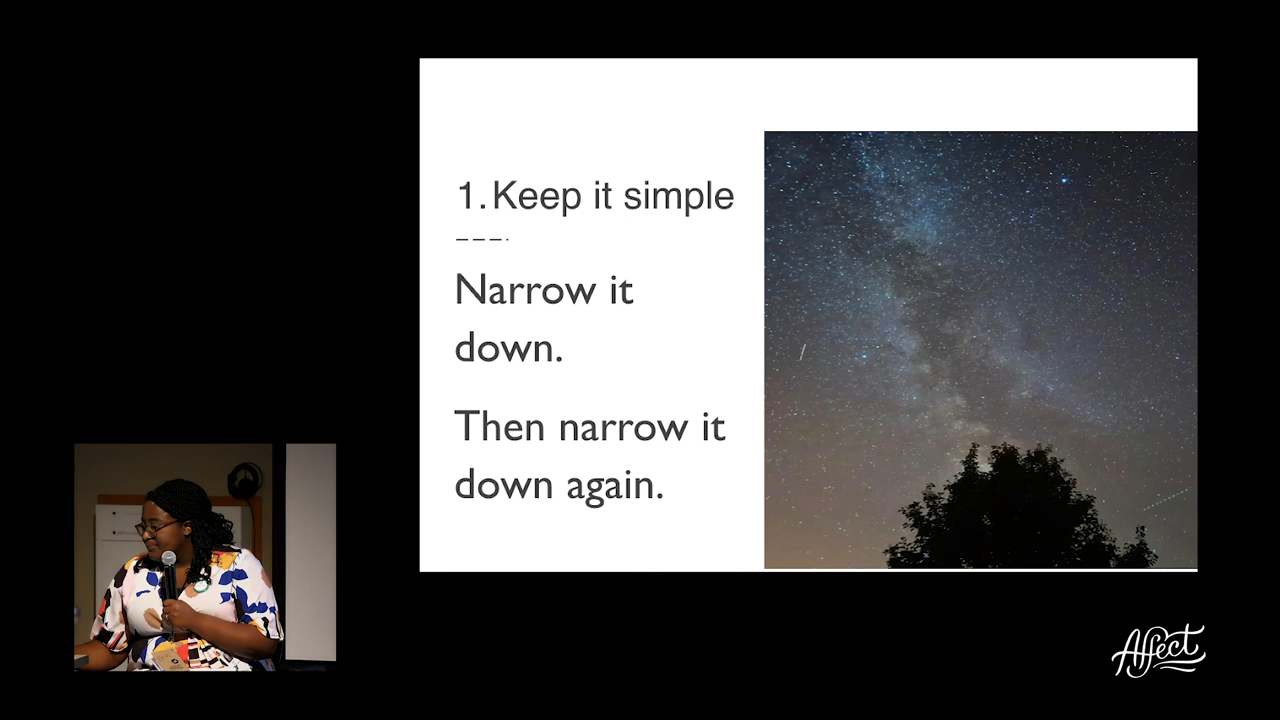 1. Keep it simple
Narrow it
down.
Then narrow it
down again.
Affect